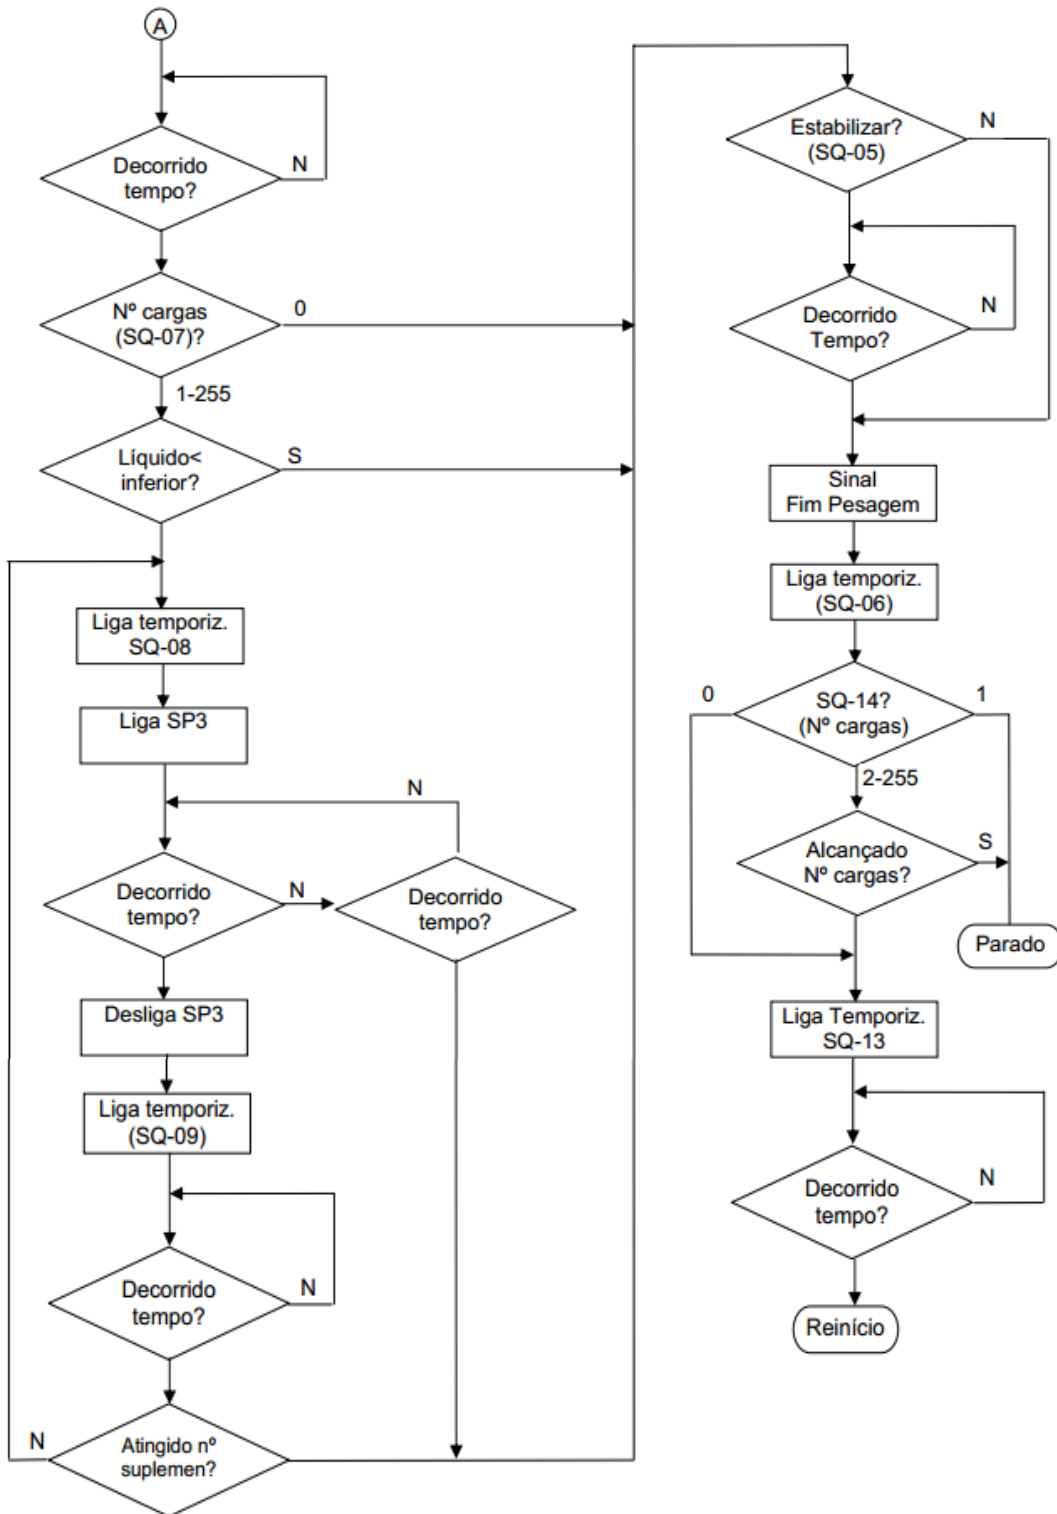 A
Decorrido
tempo?
N
Nº cargas
(SQ-07)?
0
1-255
Líquido<
inferior?
S
Liga temporiz.
SQ-08
Liga SP3
N
Decorrido
tempo?
N
Decorrido
tempo?
Desliga SP3
Liga temporiz.
(SQ-09)
Decorrido
tempo?
N
N
Atingido nº
suplemen?
Estabilizar?
(SQ-05)
N
Decorrido
Tempo?
N
Sinal
Fim Pesagem
Liga temporiz.
(SQ-06)
0
SQ-14?
(Nº cargas)
1
2-255
Alcançado
Nº cargas?
S
Parado
Liga Temporiz.
SQ-13
Decorrido
tempo?
N
Reinício